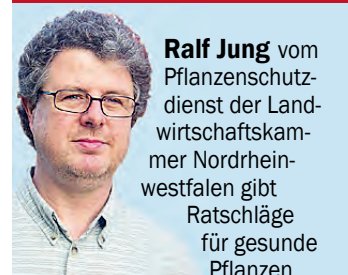 Ralf Jung vom
Pflanzenschutz-
dienst der Land-
wirtschaftskam-
mer Nordrhein-
westfalen gibt
Ratschläge
für gesunde
Pflanzen